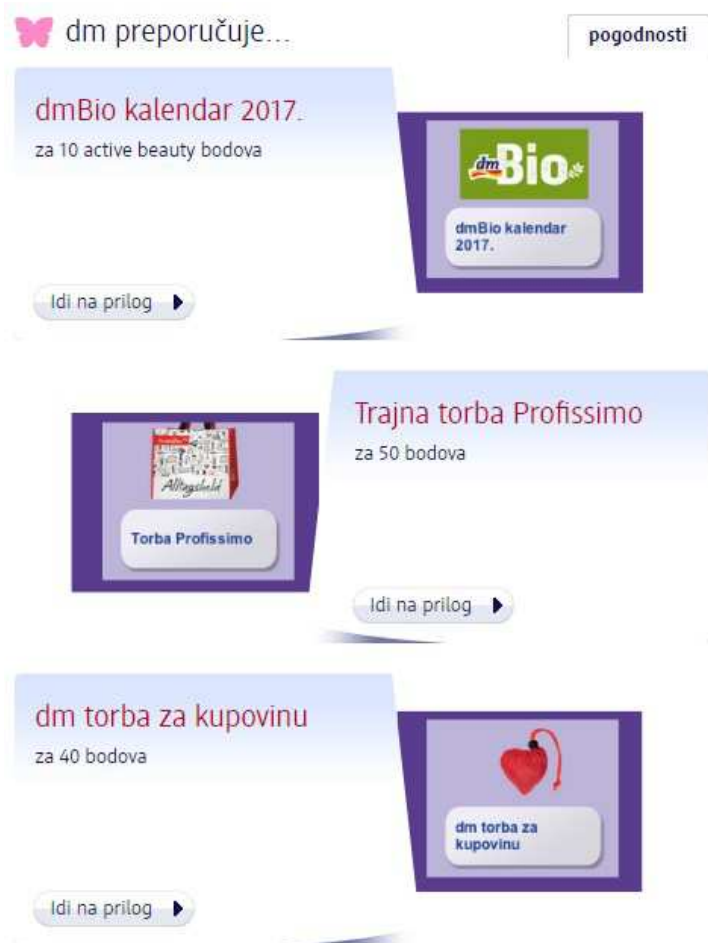 dm preporučuje...
pogodnosti
dmBio kalendar 2017.
za 10 active beauty bodova
dm Bio
dmBio kalendar
2017.
Idi na prilog
Trajna torba Profissimo
za 50 bodova
Alltagsheld
Torba Profissimo
Idi na prilog
dm torba za kupovinu
za 40 bodova
dm torba za
kupovinu
Idi na prilog